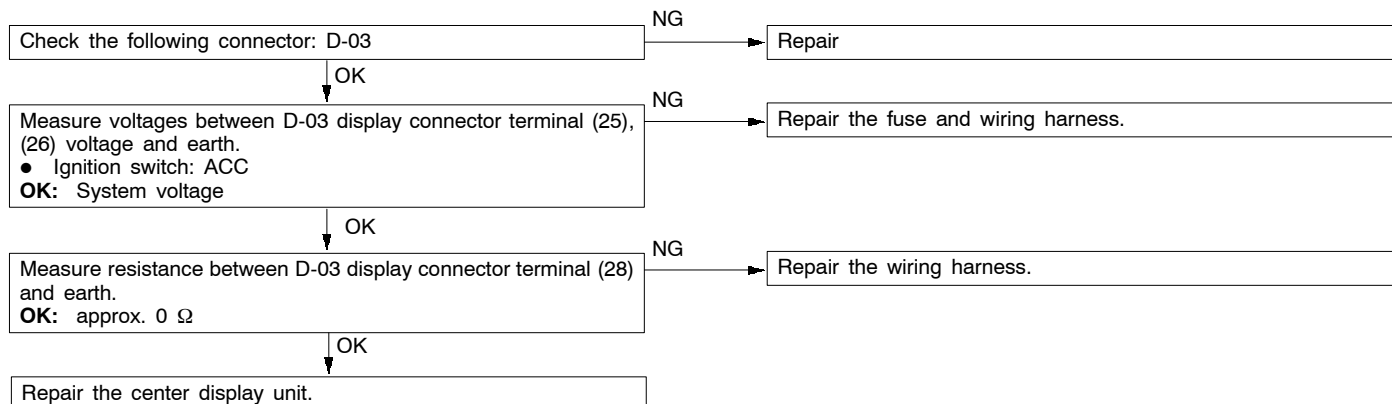 NG
Check the following connector: D-03
Repair
OK
NG
Measure voltages between D-03 display connector terminal (25),
(26) voltage and earth.
● Ignition switch: ACC
OK: System voltage
Repair the fuse and wiring harness.
OK
NG
Measure resistance between D-03 display connector terminal (28)
and earth.
OK: approx. 0 Ω
Repair the wiring harness.
OK
Repair the center display unit.